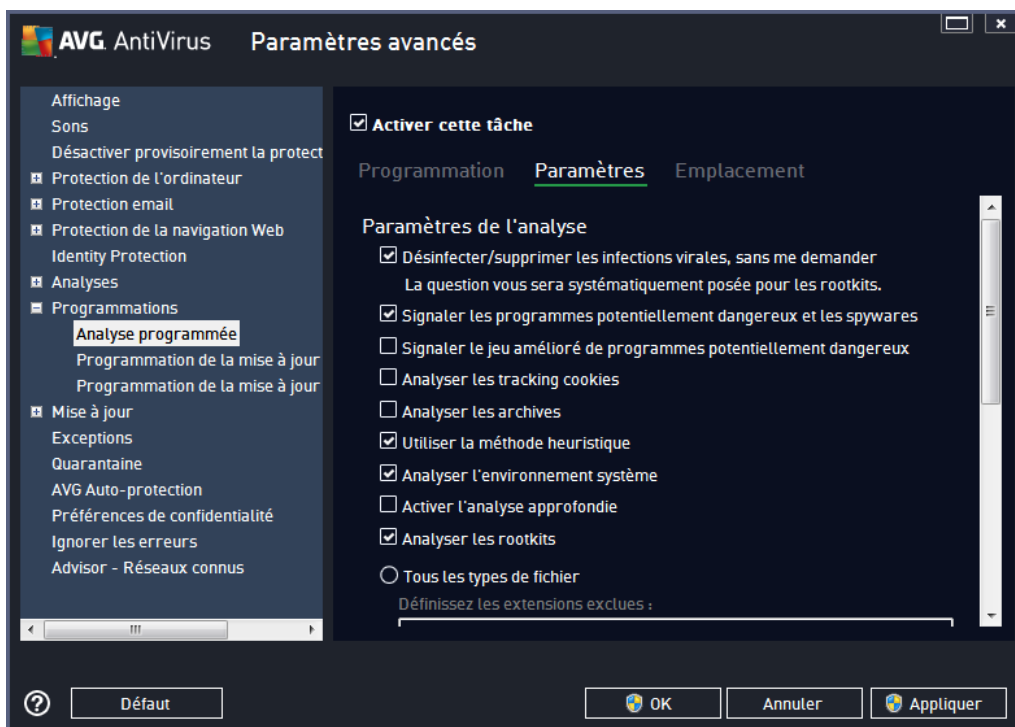 AVG. AntiVirus Paramètres avancés
Affichage
Sons
Désactiver provisoirement la protect
Protection de l'ordinateur
Protection email
Protection de la navigation Web
Identity Protection
Analyses
Programmations
Analyse programmée
Programmation de la mise à jour
Programmation de la mise à jour
Mise à jour
Exceptions
Quarantaine
AVG Auto-protection
Préférences de confidentialité
Ignorer les erreurs
Advisor - Réseaux connus
Activer cette tâche
Programmation Paramètres Emplacement
Paramètres de l'analyse
Désinfecter/supprimer les infections virales, sans me demander
La question vous sera systématiquement posée pour les rootkits.
Signaler les programmes potentiellement dangereux et les spywares
Signaler le jeu amélioré de programmes potentiellement dangereux
Analyser les tracking cookies
Analyser les archives
Utiliser la méthode heuristique
Analyser l'environnement système
Activer l'analyse approfondie
Analyser les rootkits
Tous les types de fichier
Définissez les extensions exclues :
? Défaut OK Annuler Appliquer